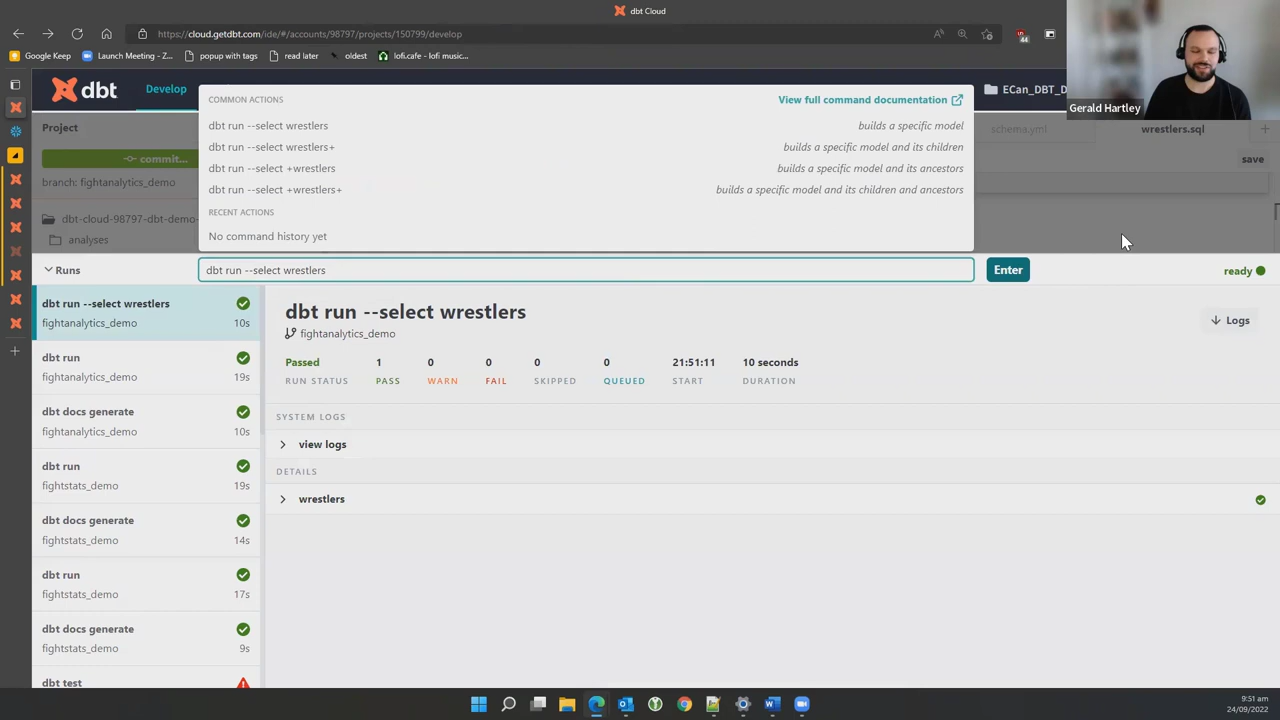 dbt Cloud
https://cloud.getdbt.com/ide/#/accounts/98797/projects/150799/develop
44
Google Keep
Launch Meeting - Z...
popup with tags
read later
oldest
lofi.cafe - lofi music...
dbt
Develop
ECan_DBT_D
Gerald Hartley
COMMON ACTIONS
View full command documentation
dbt run --select wrestlers
builds a specific model
dbt run --select wrestlers+
builds a specific model and its children
dbt run --select +wrestlers
builds a specific model and its ancestors
dbt run --select +wrestlers+
builds a specific model and its children and ancestors
RECENT ACTIONS
No command history yet
Project
commit...
branch: fightanalytics_demo
dbt-cloud-98797-dbt-demo-
analyses
schema.yml
wrestlers.sql
save
Runs
dbt run --select wrestlers
Enter
ready
dbt run --select wrestlers
fightanalytics_demo
10s
dbt run
fightanalytics_demo
19s
dbt docs generate
fightanalytics_demo
10s
dbt run
fightstats_demo
19s
dbt docs generate
fightstats_demo
14s
dbt run
fightstats_demo
17s
dbt docs generate
fightstats_demo
9s
dbt test
dbt run --select wrestlers
fightanalytics_demo
Logs
Passed 1 0 0 0 0 21:51:11 10 seconds
RUN STATUS PASS WARN FAIL SKIPPED QUEUED START DURATION
SYSTEM LOGS
view logs
DETAILS
wrestlers
9:51 am
24/09/2022